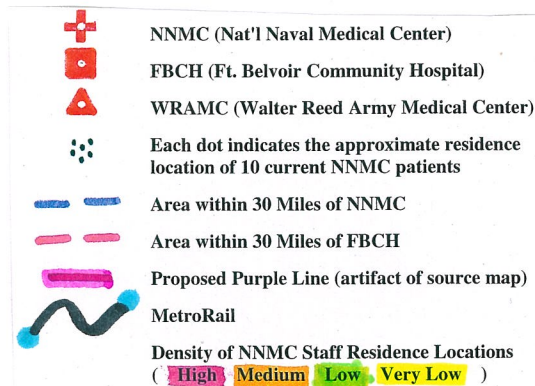 NNMC (Nat'l Naval Medical Center)
FBCH (Ft. Belvoir Community Hospital)
WRAMC (Walter Reed Army Medical Center)
Each dot indicates the approximate residence
location of 10 current NNMC patients
Area within 30 Miles of NNMC
Area within 30 Miles of FBCH
Proposed Purple Line (artifact of source map)
MetroRail
Density of NNMC Staff Residence Locations
( High Medium Low Very Low )